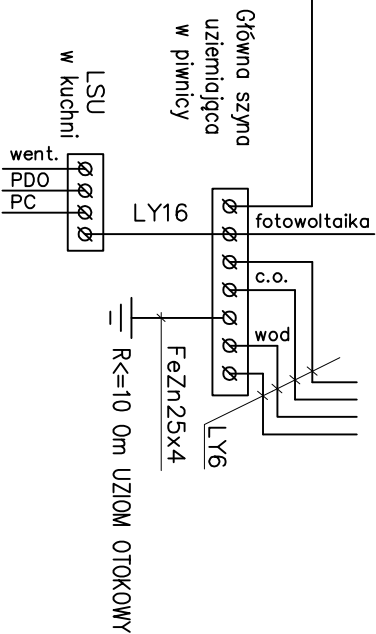 Główna szyna
uziemiająca
w piwnicy
LSU
w kuchni
went.
PDO
PC
LY16
fotowoltaika
c.o.
wod
LY6
FeZn25x4
R<=10 Om UZIOM OTOKOWY